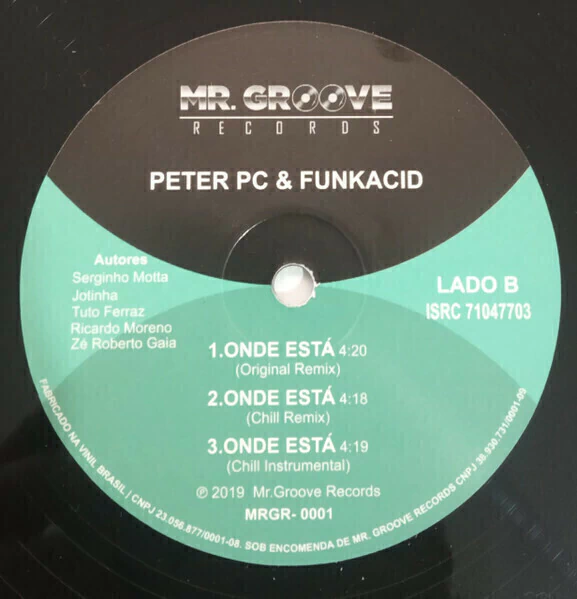 MR. GROOVE
RECORDS
PETER PC & FUNKACID
Autores
Serginho Motta
Jotinha
Tuto Ferraz
Ricardo Moreno
Zé Roberto Gaia
LADO B
ISRC 71047703
1.ONDE ESTÁ 4:20
(Original Remix)
2.ONDE ESTÁ 4:18
(Chill Remix)
3.ONDE ESTÁ 4:19
(Chill Instrumental)
℗ 2019 Mr.Groove Records
MRGR- 0001
FABRICADO NA VINIL BRASIL | CNPJ 23.056.877/0001-08. SOB ENCOMENDA DE MR. GROOVE RECORDS CNPJ 38.930.731/0001-09